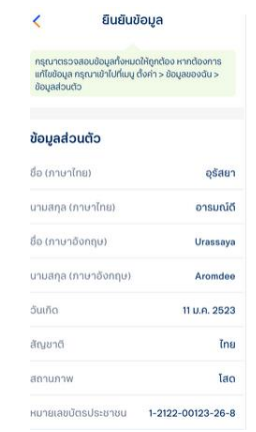 ยืนยันข้อมูล
กรุณาตรวจสอบข้อมูลทั้งหมดให้ถูกต้อง หากต้องการ
แก้ไขข้อมูล กรุณาเข้าไปที่เมนู ตั้งค่า > ข้อมูลของฉัน >
ข้อมูลส่วนตัว
ข้อมูลส่วนตัว
ชื่อ (ภาษาไทย) อุรัสยา
นามสกุล (ภาษาไทย) อารมณ์ดี
ชื่อ (ภาษาอังกฤษ) Urassaya
นามสกุล (ภาษาอังกฤษ) Aromdee
วันเกิด 11 ม.ค. 2523
สัญชาติ ไทย
สถานภาพ โสด
หมายเลขบัตรประชาชน 1-2122-00123-26-8